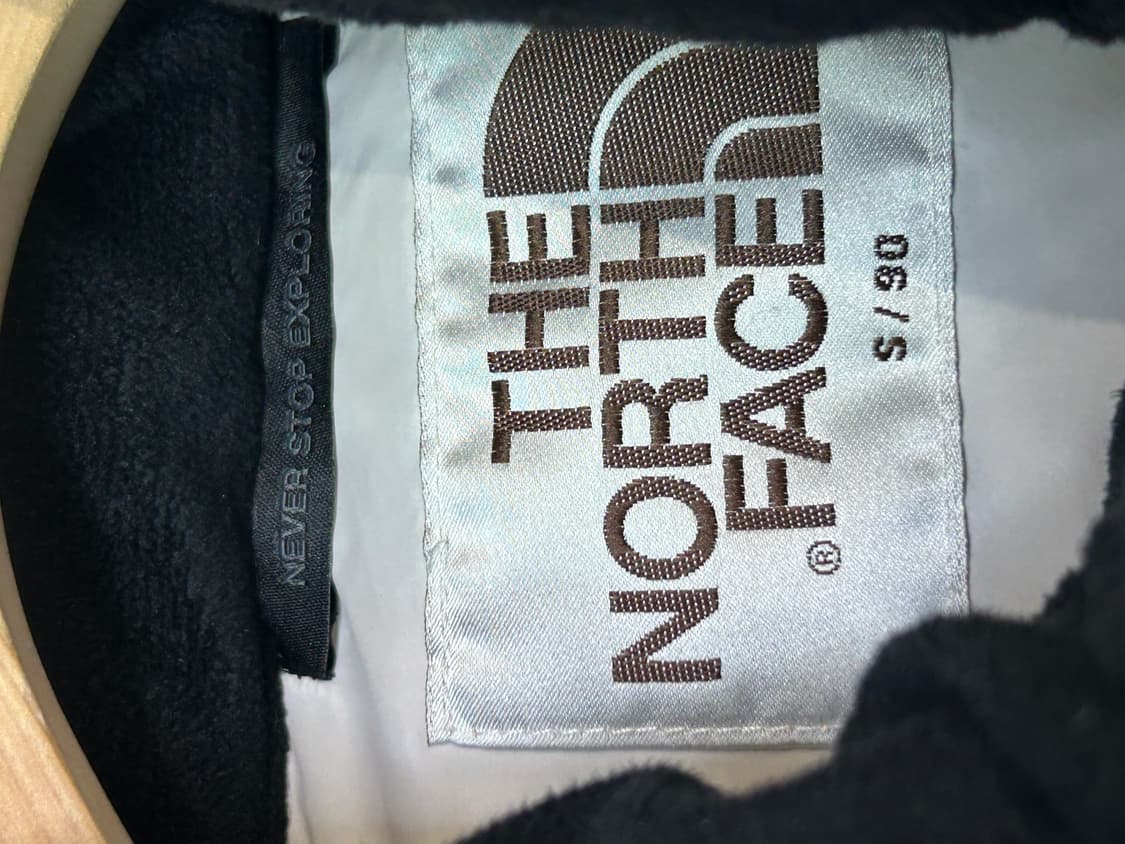 NEVER STOP EXPLORING
THE
NORTH
FACE®
S/90